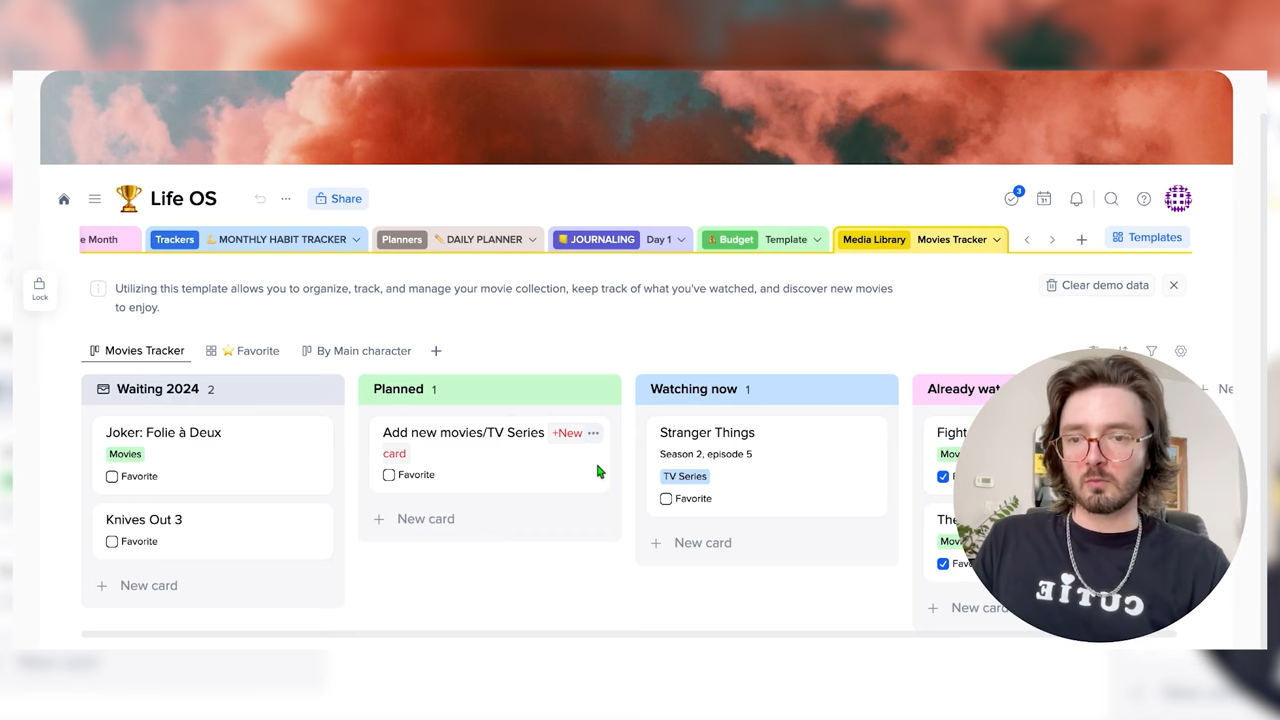 Life OS
Share
3
31
e Month
Trackers 💪 MONTHLY HABIT TRACKER
Planners ✏️ DAILY PLANNER
📒 JOURNALING Day 1
Budget Template
Media Library Movies Tracker
Templates
Lock
Utilizing this template allows you to organize, track, and manage your movie collection, keep track of what you've watched, and discover new movies
to enjoy.
Clear demo data
Movies Tracker
⭐ Favorite
By Main character
Waiting 2024 2
Joker: Folie à Deux
Movies
Favorite
Knives Out 3
Favorite
+ New card
Planned 1
Add new movies/TV Series +New
card
Favorite
+ New card
Watching now 1
Stranger Things
Season 2, episode 5
TV Series
Favorite
+ New card
Already wat
Fight
Mov
The
Movi
Favo
+ New card
+ Ne
CUTIE